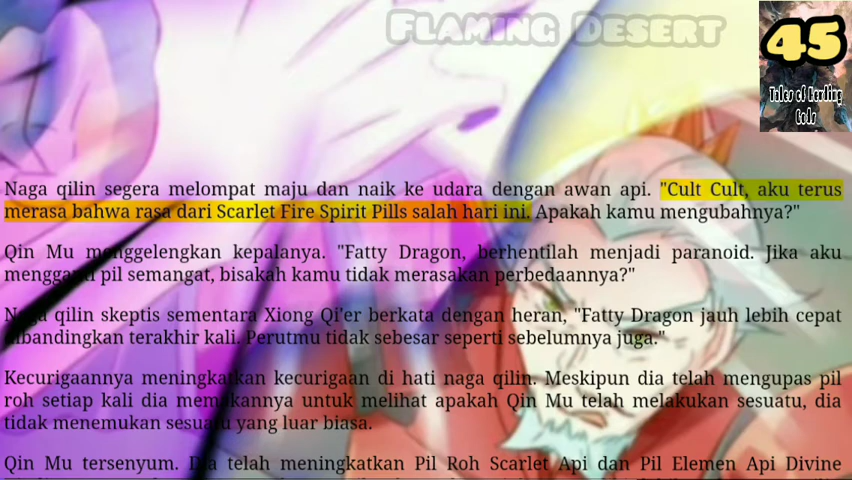 FLAMING DESERT
45
Tales of Herding
Gods
Naga qilin segera melompat maju dan naik ke udara dengan awan api. "Cult Cult, aku terus
merasa bahwa rasa dari Scarlet Fire Spirit Pills salah hari ini. Apakah kamu mengubahnya?"
Qin Mu menggelengkan kepalanya. "Fatty Dragon, berhentilah menjadi paranoid. Jika aku
mengganti pil semangat, bisakah kamu tidak merasakan perbedaannya?"
Naga qilin skeptis sementara Xiong Qi'er berkata dengan heran, "Fatty Dragon jauh lebih cepat
dibandingkan terakhir kali. Perutmu tidak sebesar seperti sebelumnya juga."
Kecurigaannya meningkatkan kecurigaan di hati naga qilin. Meskipun dia telah mengupas pil
roh setiap kali dia memakannya untuk melihat apakah Qin Mu telah melakukan sesuatu, dia
tidak menemukan sesuatu yang luar biasa.
Qin Mu tersenyum. Dia telah meningkatkan Pil Roh Scarlet Api dan Pil Elemen Api Divine